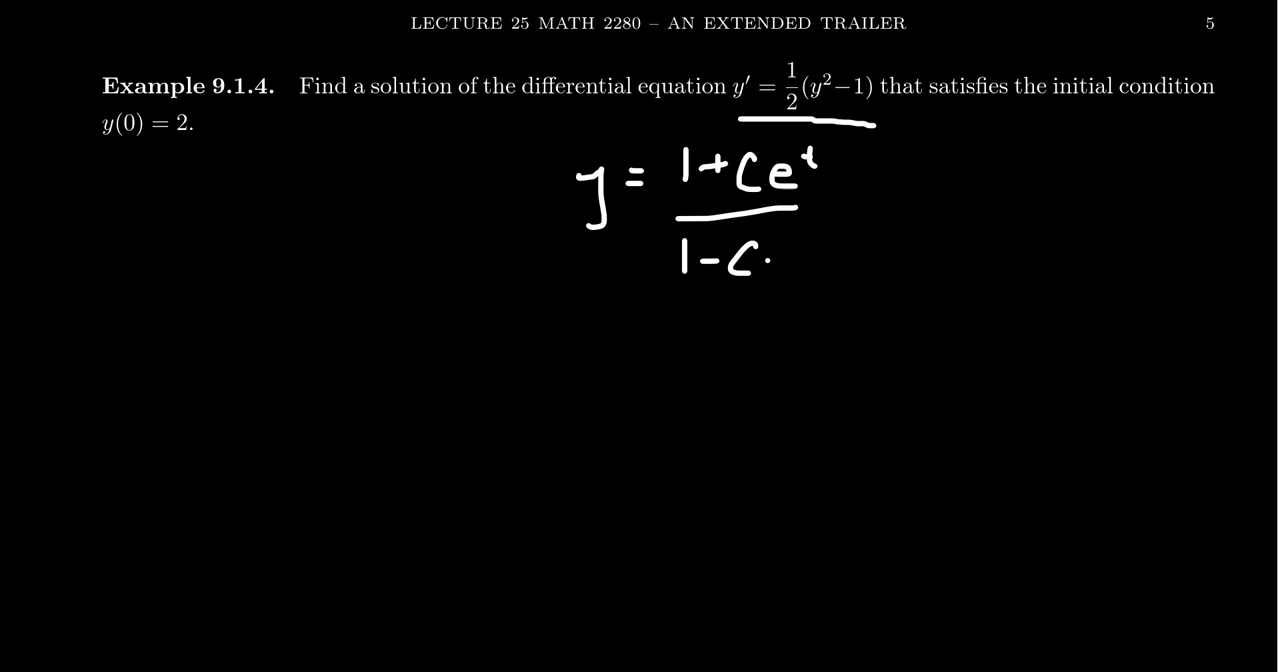 LECTURE 25 MATH 2280 – AN EXTENDED TRAILER 5
Example 9.1.4. Find a solution of the differential equation y′ = 1/2(y²−1) that satisfies the initial condition
y(0) = 2.
y = 1+Ce^t
1-C.